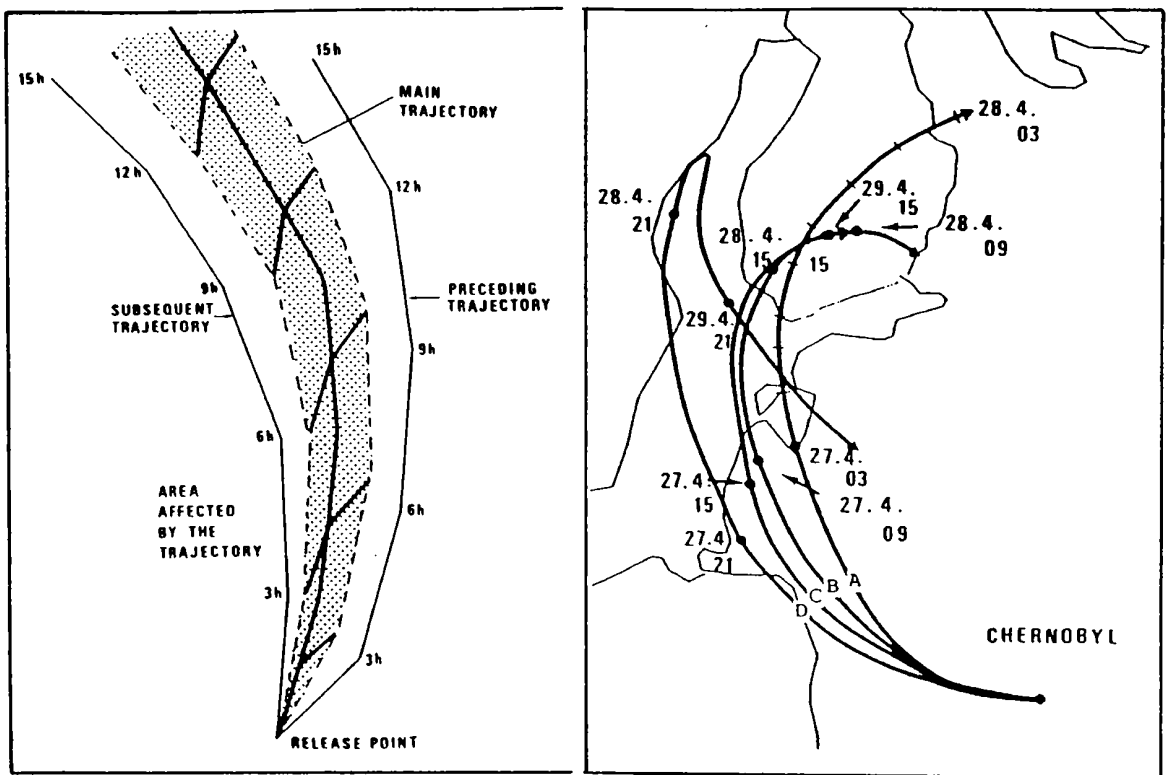 15h
15h
MAIN
TRAJECTORY
12h
12h
9h
SUBSEQUENT
TRAJECTORY
PRECEDING
TRAJECTORY
9h
6h
AREA
AFFECTED
BY THE
TRAJECTORY
6h
3h
3h
RELEASE POINT
28.4.
03
29.4.
15
28.4.
21
28.4.
09
28.4.
15
15
29.4.
21
27.4.
03
27.4
15
27.4.
09
27.4
21
A
B
C
D
CHERNOBYL